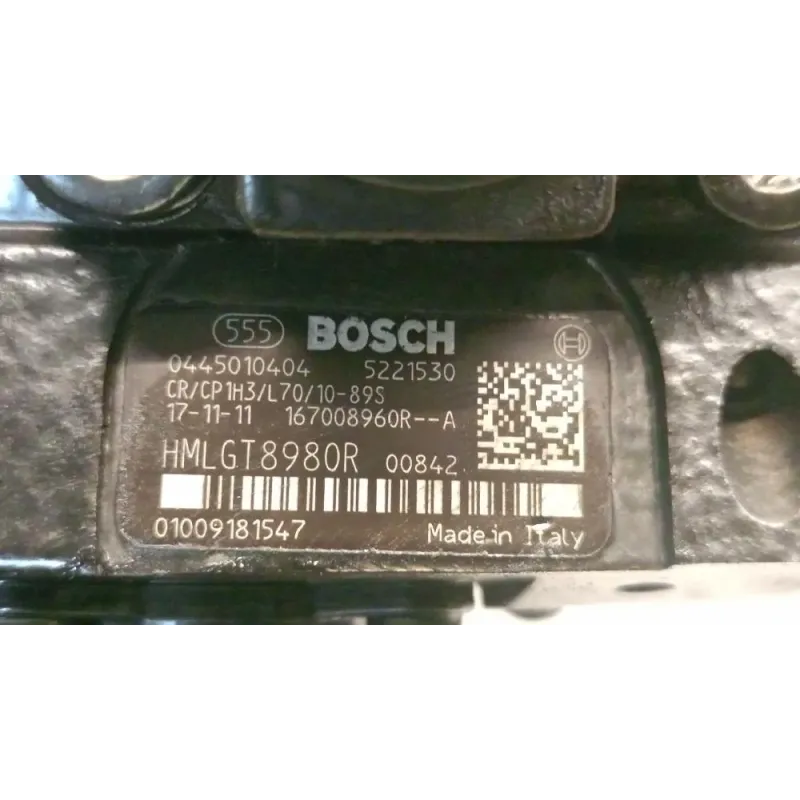 555 BOSCH
0445010404 5221530
CR/CP1H3/L70/10-89S
17-11-11 167008960R--A
HMLGT8980R 00842
01009181547 Made in Italy